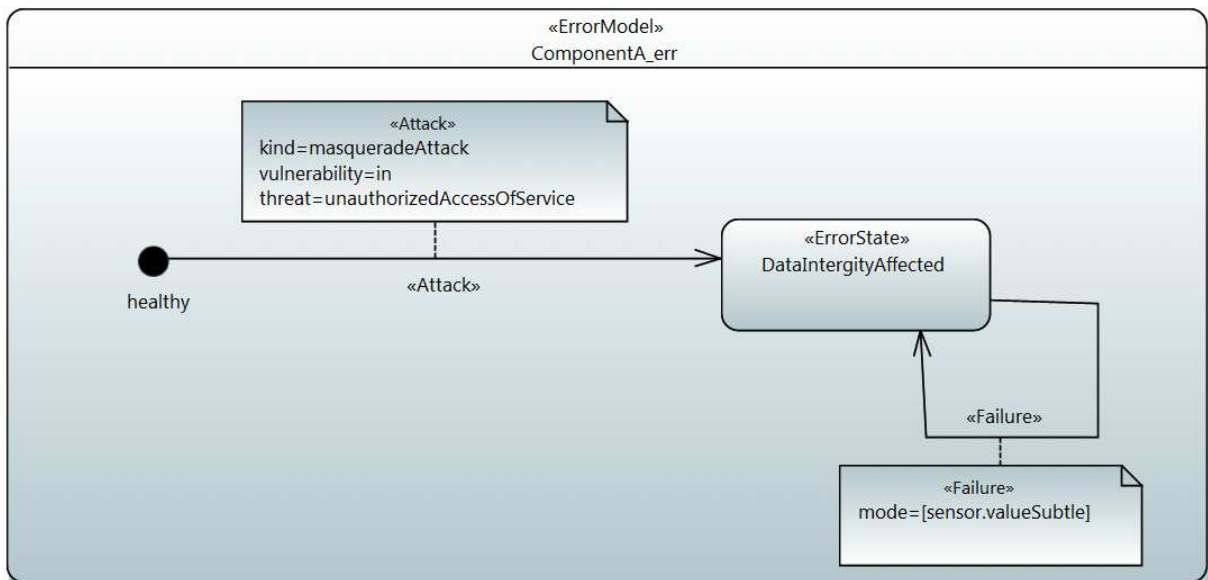 «ErrorModel»
ComponentA_err
«Attack»
kind=masqueradeAttack
vulnerability=in
threat=unauthorizedAccessOfService
«ErrorState»
DataIntergityAffected
«Attack»
healthy
«Failure»
«Failure»
mode=[sensor.valueSubtle]